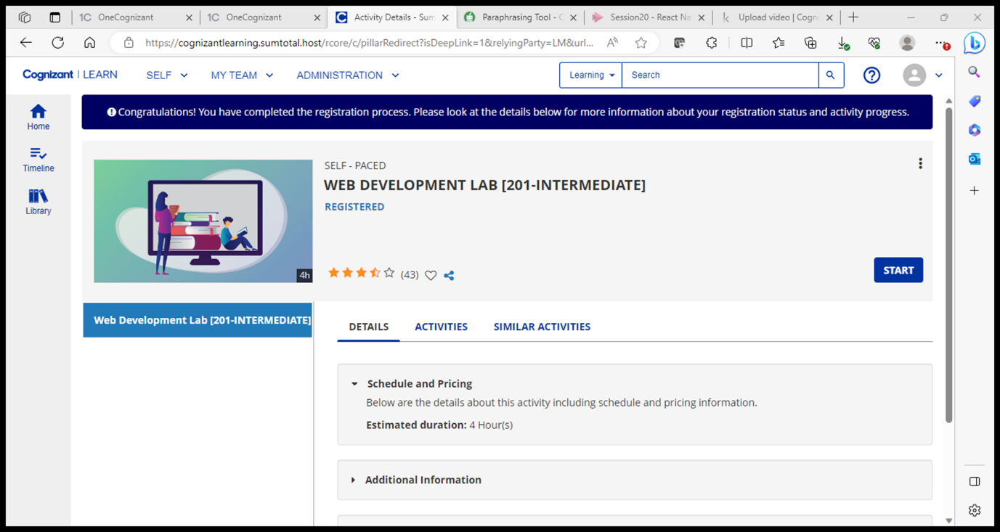 OneCognizant
OneCognizant
Activity Details - Sum
Paraphrasing Tool - 
Session20 - React Na
Upload video | Cogni
https://cognizantlearning.sumtotal.host/rcore/c/pillarRedirect?isDeepLink=1&relyingParty=LM&url...
Cognizant | LEARN
SELF
MY TEAM
ADMINISTRATION
Learning
Search
Home
Timeline
Library
Congratulations! You have completed the registration process. Please look at the details below for more information about your registration status and activity progress.
SELF - PACED
WEB DEVELOPMENT LAB [201-INTERMEDIATE]
REGISTERED
4h
(43)
START
Web Development Lab [201-INTERMEDIATE]
DETAILS
ACTIVITIES
SIMILAR ACTIVITIES
Schedule and Pricing
Below are the details about this activity including schedule and pricing information.
Estimated duration: 4 Hour(s)
Additional Information